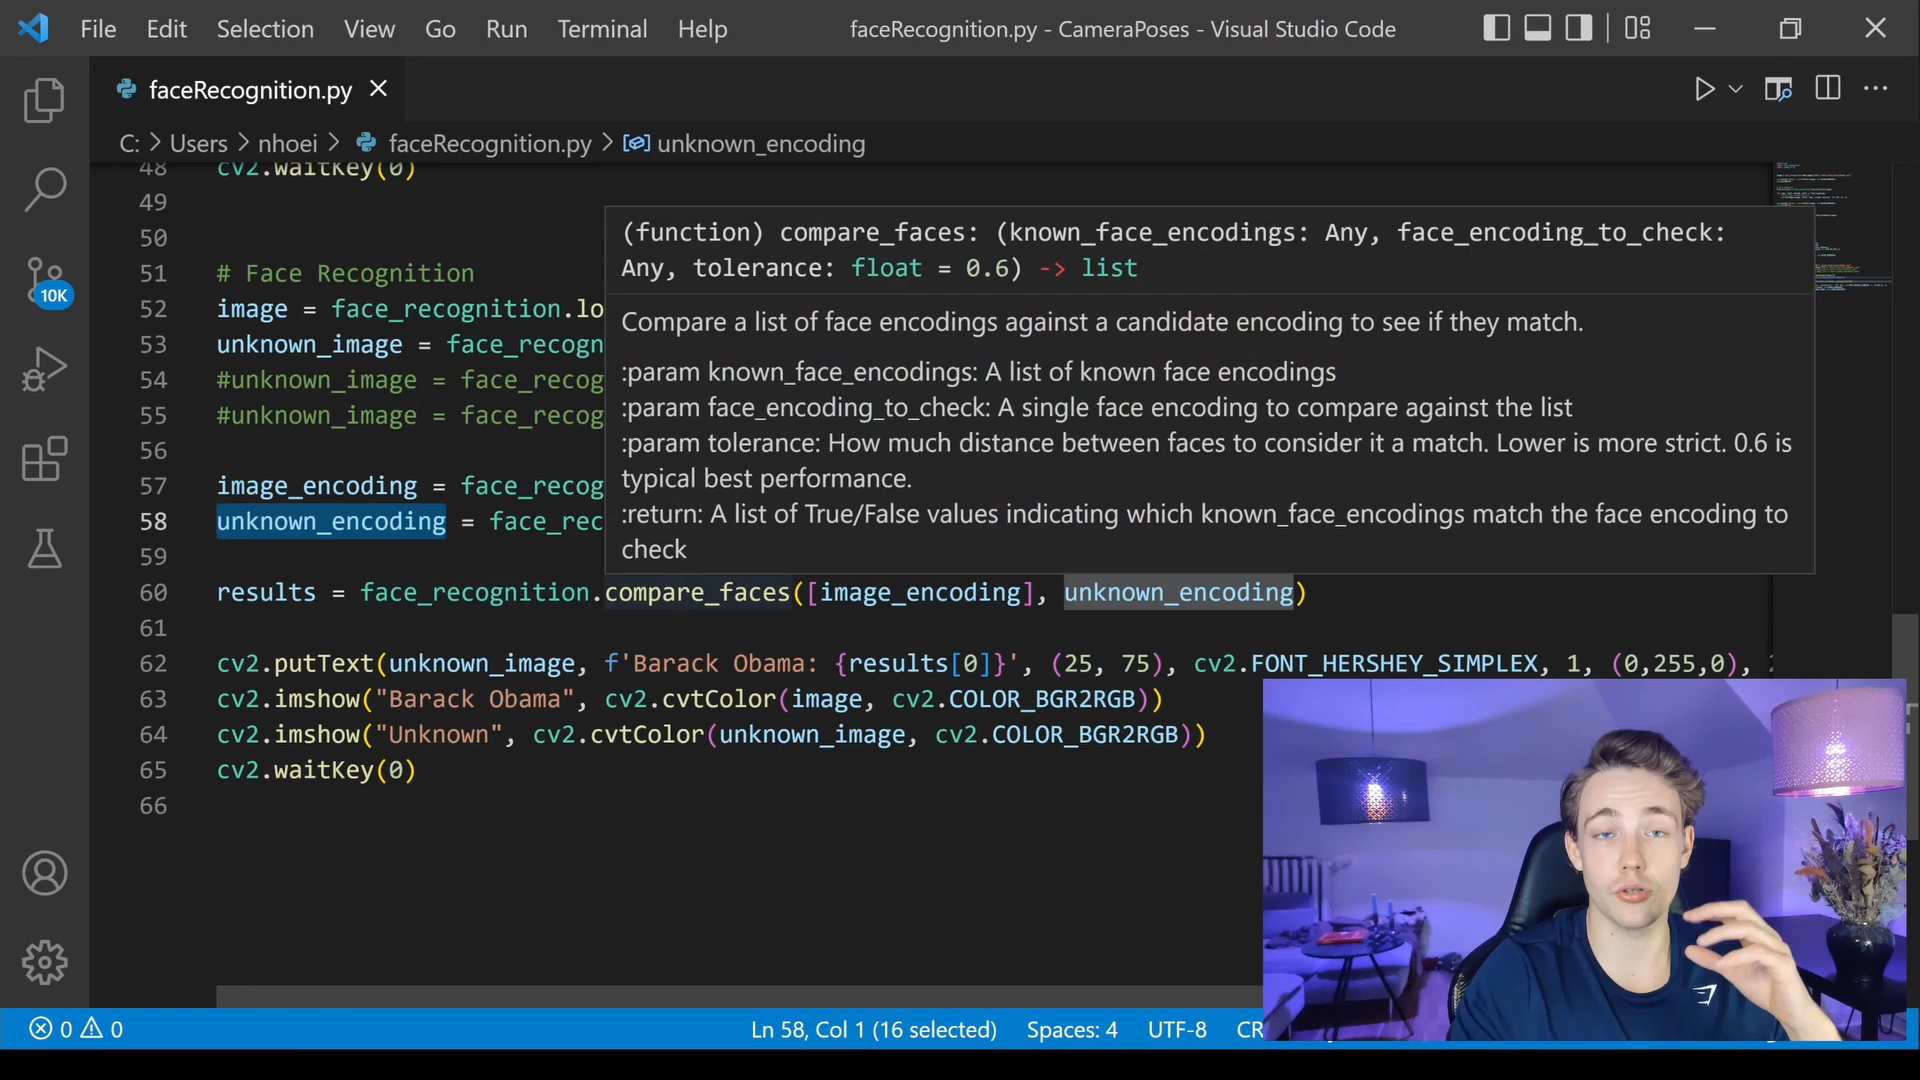 File Edit Selection View Go Run Terminal Help faceRecognition.py - CameraPoses - Visual Studio Code
faceRecognition.py
C: > Users > nhoei > faceRecognition.py > unknown_encoding
48 cv2.waitKey(0)
49
50
(function) compare_faces: (known_face_encodings: Any, face_encoding_to_check:
Any, tolerance: float = 0.6) -> list
Compare a list of face encodings against a candidate encoding to see if they match.
:param known_face_encodings: A list of known face encodings
:param face_encoding_to_check: A single face encoding to compare against the list
:param tolerance: How much distance between faces to consider it a match. Lower is more strict. 0.6 is
typical best performance.
:return: A list of True/False values indicating which known_face_encodings match the face encoding to
check
51 # Face Recognition
10K
52 image = face_recognition.lo
53 unknown_image = face_recogn
54 #unknown_image = face_recog
55 #unknown_image = face_recog
56
57 image_encoding = face_recog
58 unknown_encoding = face_rec
59
60 results = face_recognition.compare_faces([image_encoding], unknown_encoding)
61
62 cv2.putText(unknown_image, f'Barack Obama: {results[0]}', (25, 75), cv2.FONT_HERSHEY_SIMPLEX, 1, (0,255,0),
63 cv2.imshow("Barack Obama", cv2.cvtColor(image, cv2.COLOR_BGR2RGB))
64 cv2.imshow("Unknown", cv2.cvtColor(unknown_image, cv2.COLOR_BGR2RGB))
65 cv2.waitKey(0)
66
0 0 Ln 58, Col 1 (16 selected) Spaces: 4 UTF-8 CR